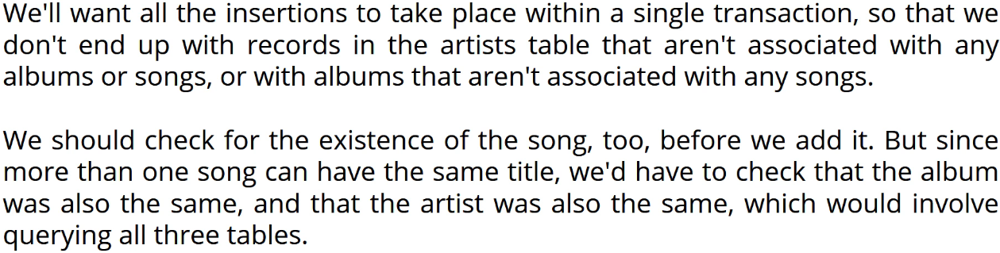 We'll want all the insertions to take place within a single transaction, so that we
don't end up with records in the artists table that aren't associated with any
albums or songs, or with albums that aren't associated with any songs.
We should check for the existence of the song, too, before we add it. But since
more than one song can have the same title, we'd have to check that the album
was also the same, and that the artist was also the same, which would involve
querying all three tables.